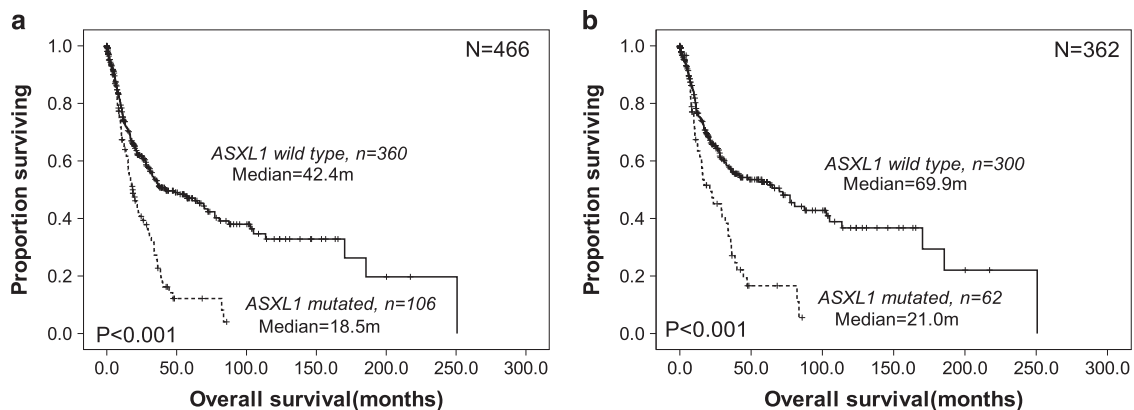 a
N=466
Proportion surviving
1.0
0.8
0.6
0.4
0.2
0.0
ASXL1 wild type, n=360
Median=42.4m
ASXL1 mutated, n=106
Median=18.5m
P<0.001
0.0 50.0 100.0 150.0 200.0 250.0 300.0
Overall survival(months)
b
N=362
Proportion surviving
1.0
0.8
0.6
0.4
0.2
0.0
ASXL1 wild type, n=300
Median=69.9m
ASXL1 mutated, n=62
Median=21.0m
P<0.001
0.0 50.0 100.0 150.0 200.0 250.0 300.0
Overall survival(months)